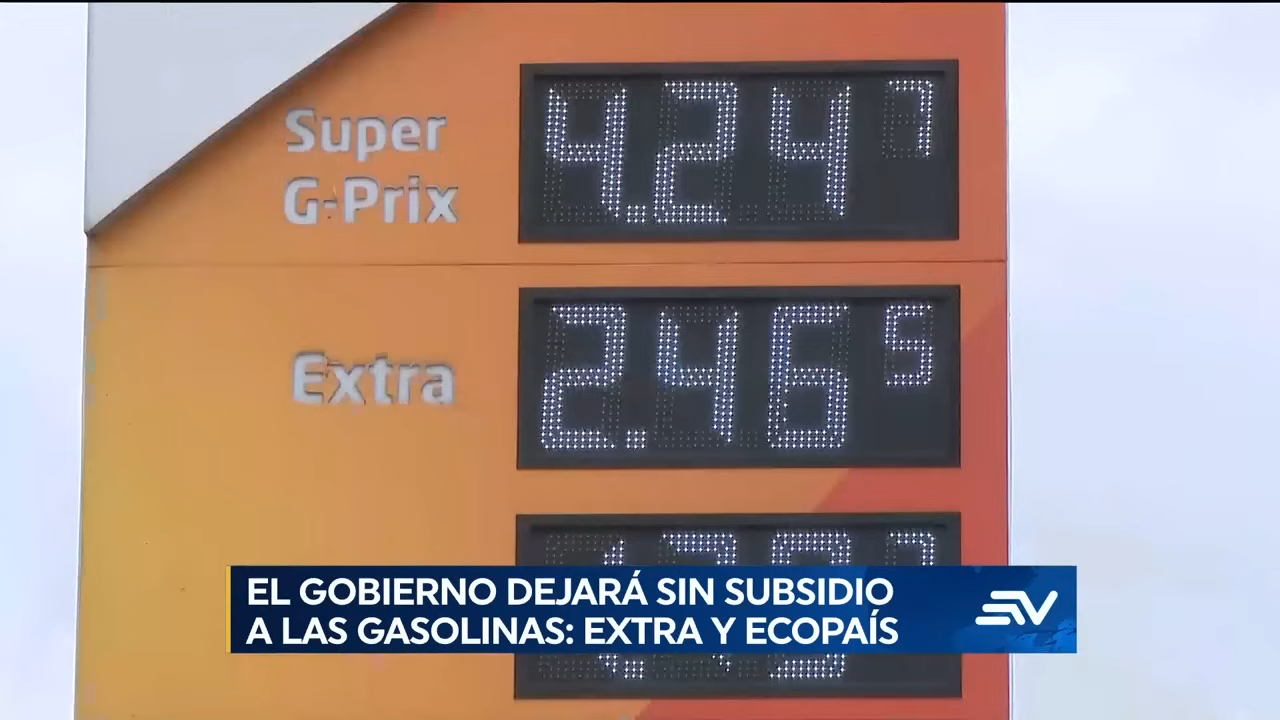 Super
G-Prix
4.24 7
Extra
2.46 5
EL GOBIERNO DEJARÁ SIN SUBSIDIO
A LAS GASOLINAS: EXTRA Y ECOPAÍS